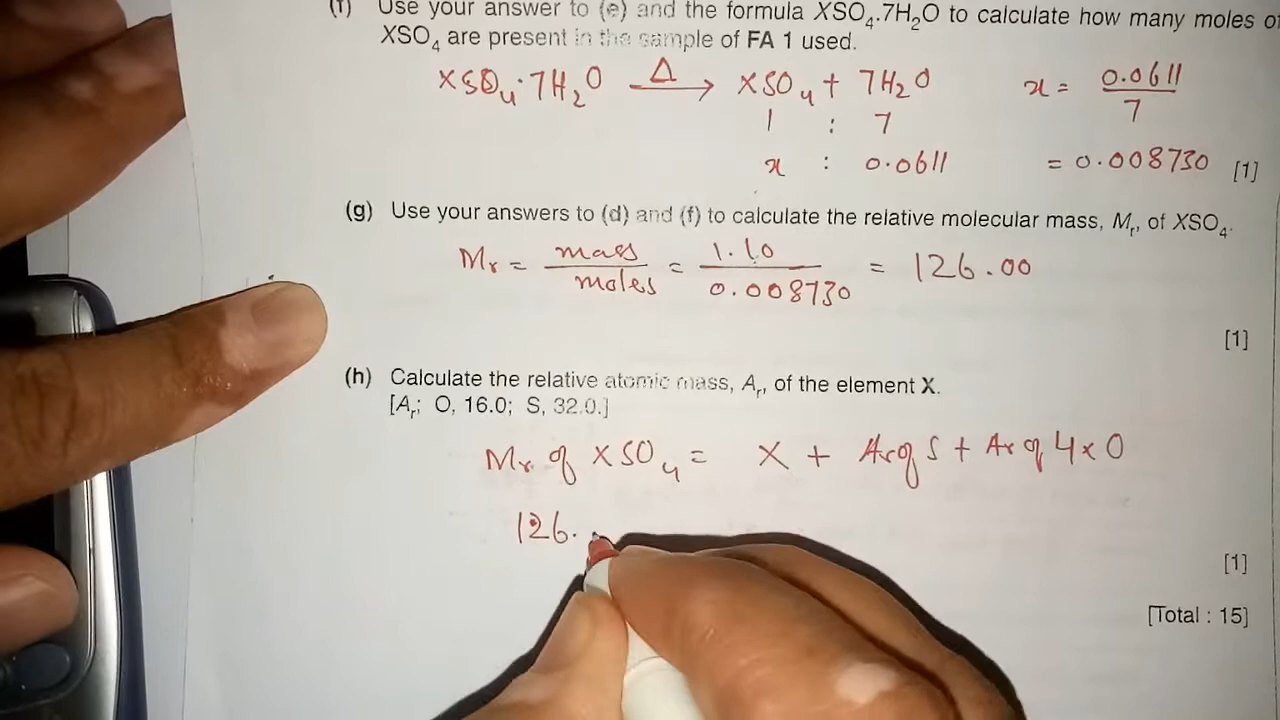 (f) Use your answer to (e) and the formula XSO₄.7H₂O to calculate how many moles of
XSO₄ are present in the sample of FA 1 used.
XSO₄·7H₂O —Δ→ XSO₄ + 7H₂O x = 0.0611/7
1 : 7
x : 0.0611 = 0.008730 [1]
(g) Use your answers to (d) and (f) to calculate the relative molecular mass, Mᵣ, of XSO₄.
Mr = mass/moles = 1.10/0.008730 = 126.00
[1]
(h) Calculate the relative atomic mass, Aᵣ, of the element X.
[Aᵣ; O, 16.0; S, 32.0.]
Mr of XSO₄ = X + Ar of S + Ar of 4×O
126.
[1]
[Total : 15]